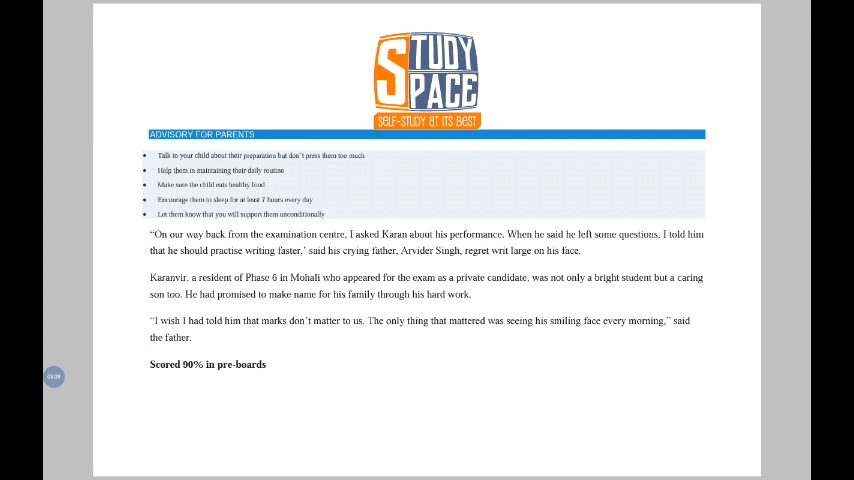 STUDY
SPACE
SELF-STUDY AT ITS BEST
ADVISORY FOR PARENTS
• Talk to your child about their preparation but don’t press them too much
• Help them in maintaining their daily routine
• Make sure the child eats healthy food
• Encourage them to sleep for at least 7 hours every day
• Let them know that you will support them unconditionally
“On our way back from the examination centre, I asked Karan about his performance. When he said he left some questions, I told him
that he should practise writing faster,’ said his crying father, Arvider Singh, regret writ large on his face.
Karanvir, a resident of Phase 6 in Mohali who appeared for the exam as a private candidate, was not only a bright student but a caring
son too. He had promised to make name for his family through his hard work.
“I wish I had told him that marks don’t matter to us. The only thing that mattered was seeing his smiling face every morning,” said
the father.
Scored 90% in pre-boards